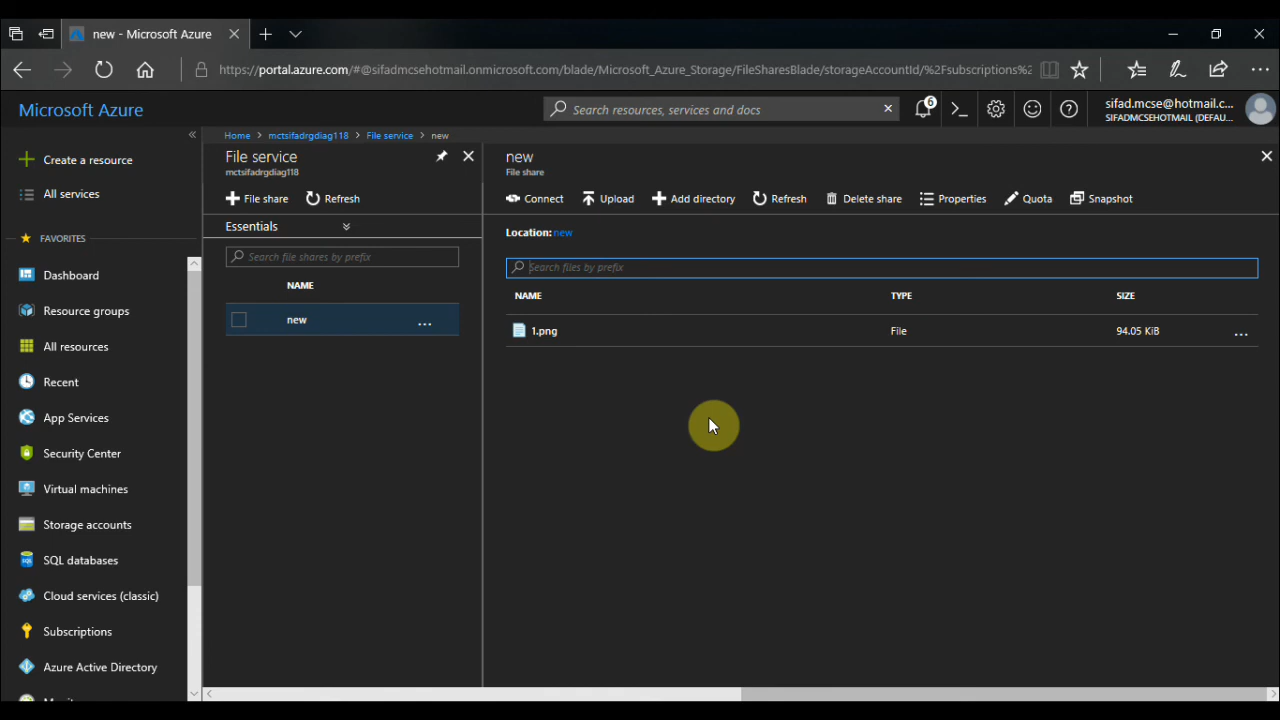 new - Microsoft Azure
https://portal.azure.com/#@sifadmcsehotmail.onmicrosoft.com/blade/Microsoft_Azure_Storage/FileSharesBlade/storageAccountId/%2Fsubscriptions%2
Microsoft Azure
Search resources, services and docs
6
sifad.mcse@hotmail.c...
SIFADMCSEHOTMAIL (DEFAU...
Home > mctsifadrgdiag118 > File service > new
Create a resource
All services
FAVORITES
Dashboard
Resource groups
All resources
Recent
App Services
Security Center
Virtual machines
Storage accounts
SQL databases
Cloud services (classic)
Subscriptions
Azure Active Directory
File service
mctsifadrgdiag118
File share
Refresh
Essentials
Search file shares by prefix
NAME
new
...
new
File share
Connect
Upload
Add directory
Refresh
Delete share
Properties
Quota
Snapshot
Location: new
Search files by prefix
NAME TYPE SIZE
1.png File 94.05 KiB ...